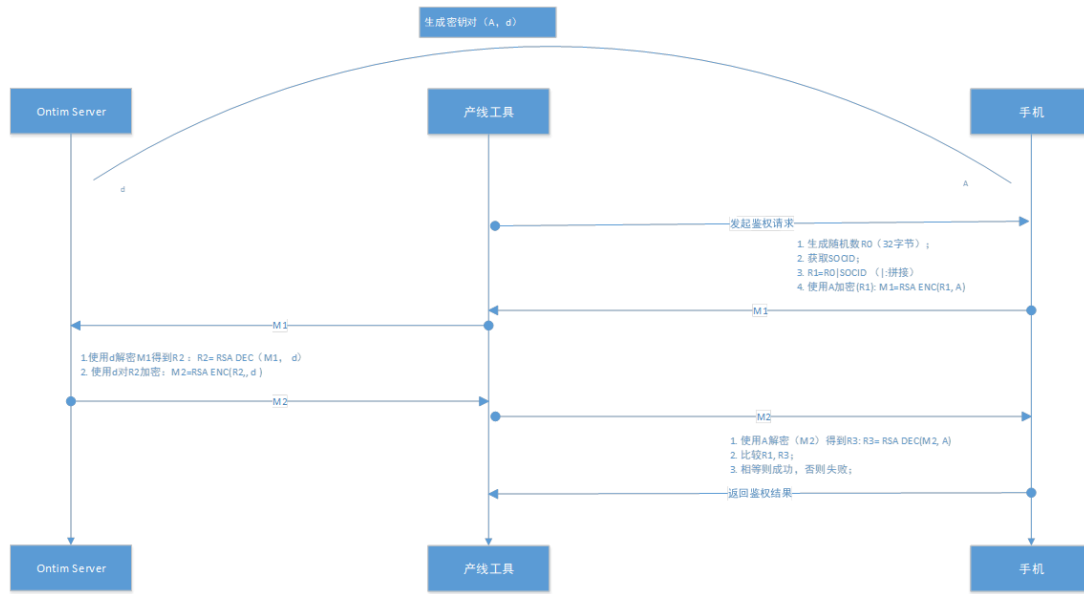 生成密钥对（A, d）
Ontim Server
产线工具
手机
d
A
发起鉴权请求
1. 生成随机数R0（32字节）;
2. 获取SOCID;
3. R1=R0|SOCID （|:拼接）
4. 使用A加密(R1): M1=RSA ENC(R1, A)
M1
M1
1.使用d解密M1得到R2 ：R2= RSA DEC（M1， d）
2. 使用d对R2加密：M2=RSA ENC(R2,, d )
M2
M2
1. 使用A解密（M2）得到R3: R3= RSA DEC(M2, A)
2. 比较R1, R3;
3. 相等则成功，否则失败;
返回鉴权结果
Ontim Server
产线工具
手机